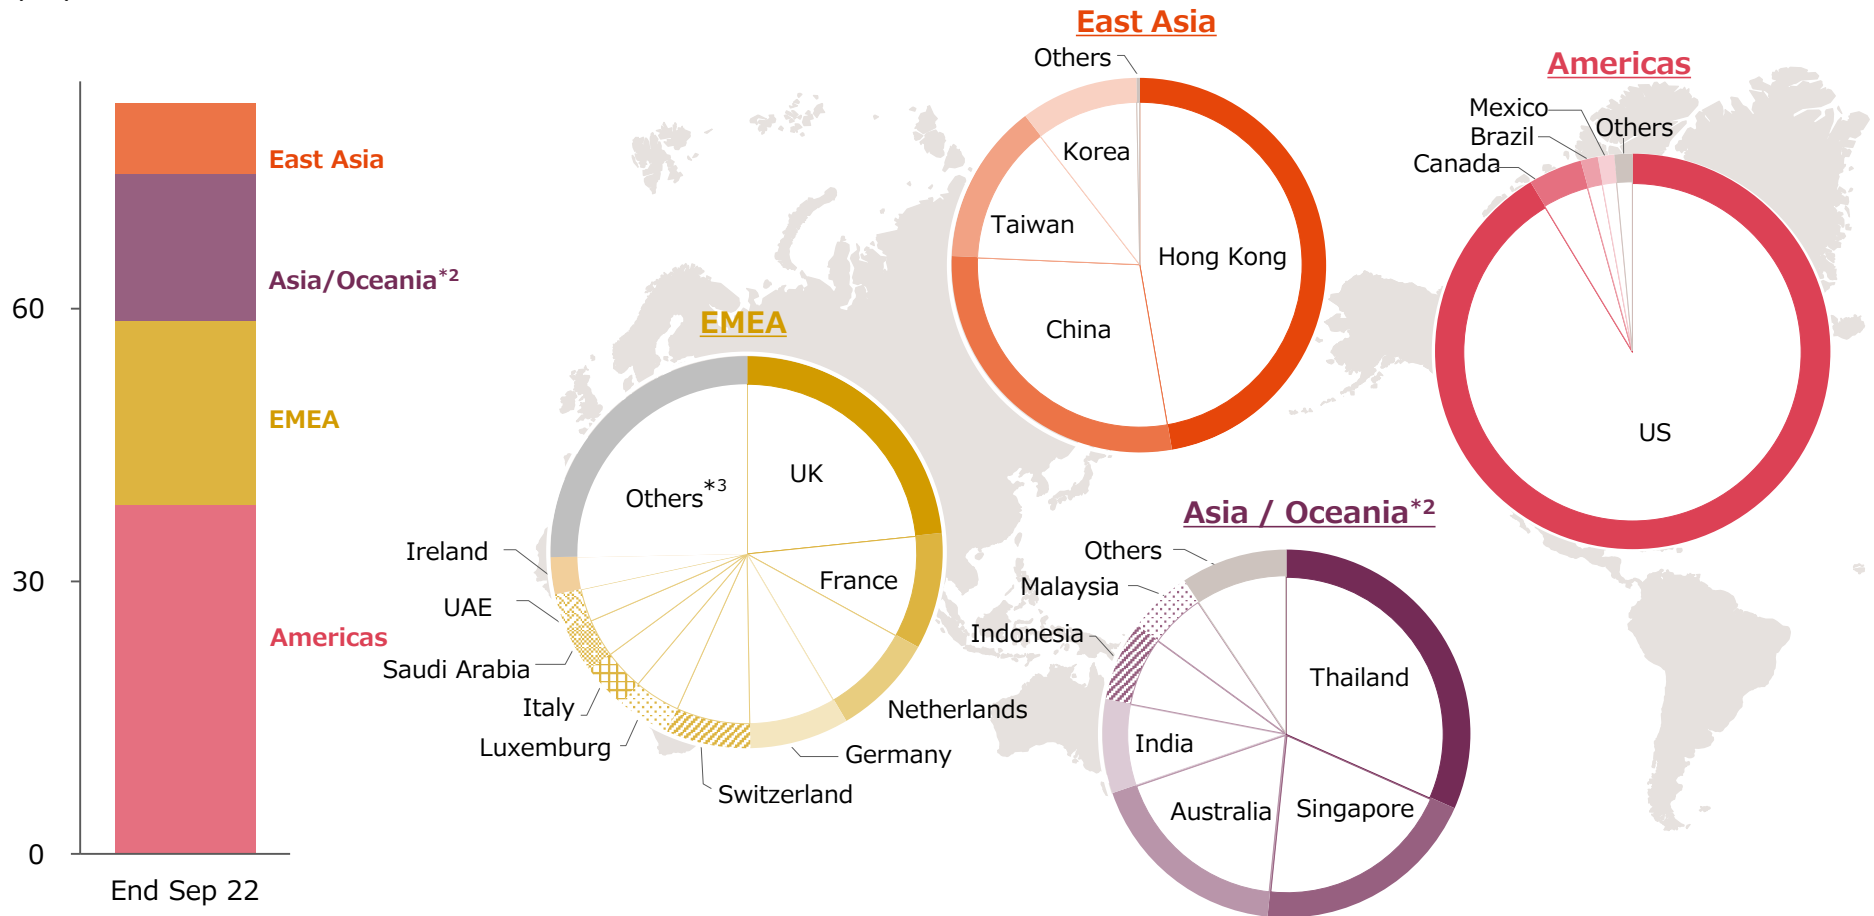 East Asia
Others
Korea
Taiwan
Hong Kong
China
Americas
Mexico
Others
Brazil
Canada
US
60
30
0
East Asia
Asia/Oceania*2
EMEA
Americas
End Sep 22
EMEA
Others*3
UK
Ireland
France
UAE
Saudi Arabia
Italy
Netherlands
Luxemburg
Germany
Switzerland
Asia / Oceania*2
Others
Malaysia
Indonesia
Thailand
India
Australia
Singapore